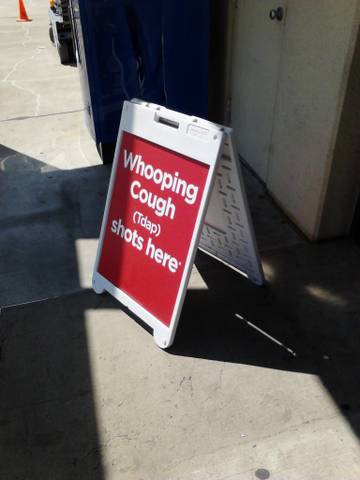 Whooping
Cough
(Tdap)
shots here*